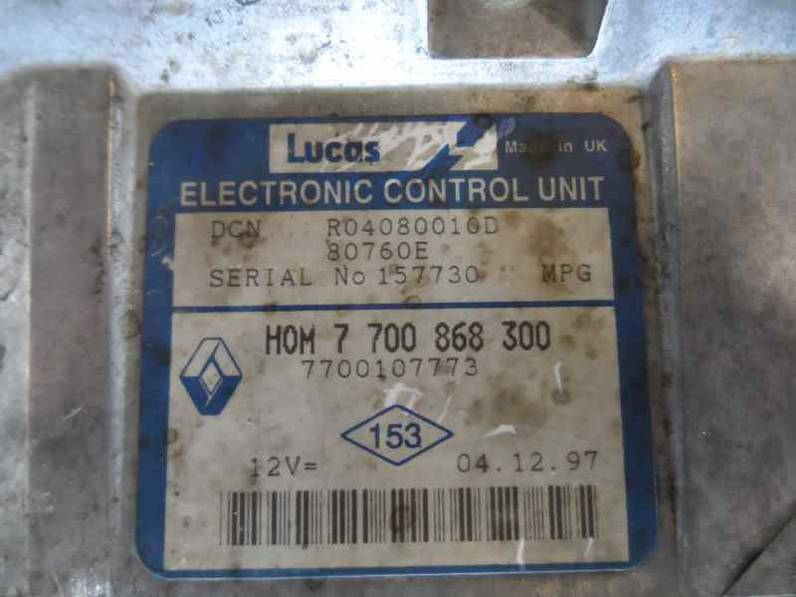 Lucas Made in UK
ELECTRONIC CONTROL UNIT
DCN R04080010D
80760E
SERIAL No 157730 MPG
HOM 7 700 868 300
7700107773
153
12V= 04.12.97